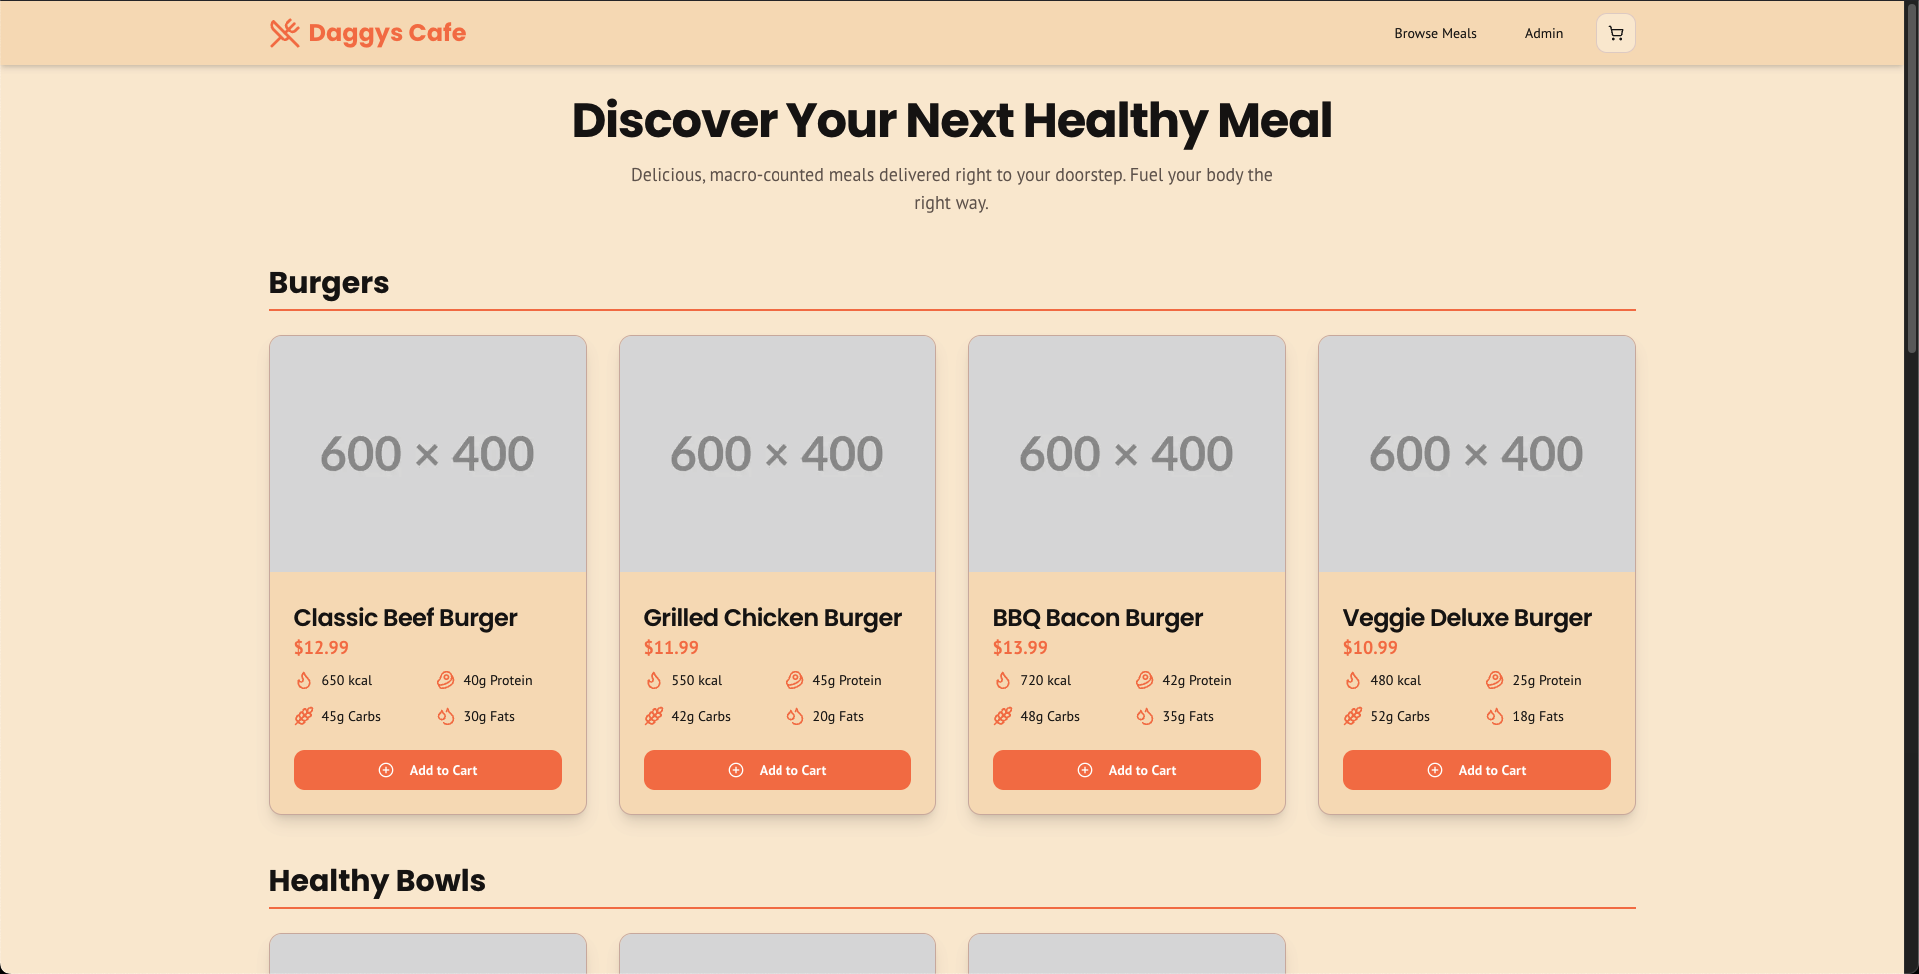 Daggys Cafe
Browse Meals
Admin
Discover Your Next Healthy Meal
Delicious, macro-counted meals delivered right to your doorstep. Fuel your body the
right way.
Burgers
600 × 400
Classic Beef Burger
$12.99
650 kcal
40g Protein
45g Carbs
30g Fats
Add to Cart
600 × 400
Grilled Chicken Burger
$11.99
550 kcal
45g Protein
42g Carbs
20g Fats
Add to Cart
600 × 400
BBQ Bacon Burger
$13.99
720 kcal
42g Protein
48g Carbs
35g Fats
Add to Cart
600 × 400
Veggie Deluxe Burger
$10.99
480 kcal
25g Protein
52g Carbs
18g Fats
Add to Cart
Healthy Bowls